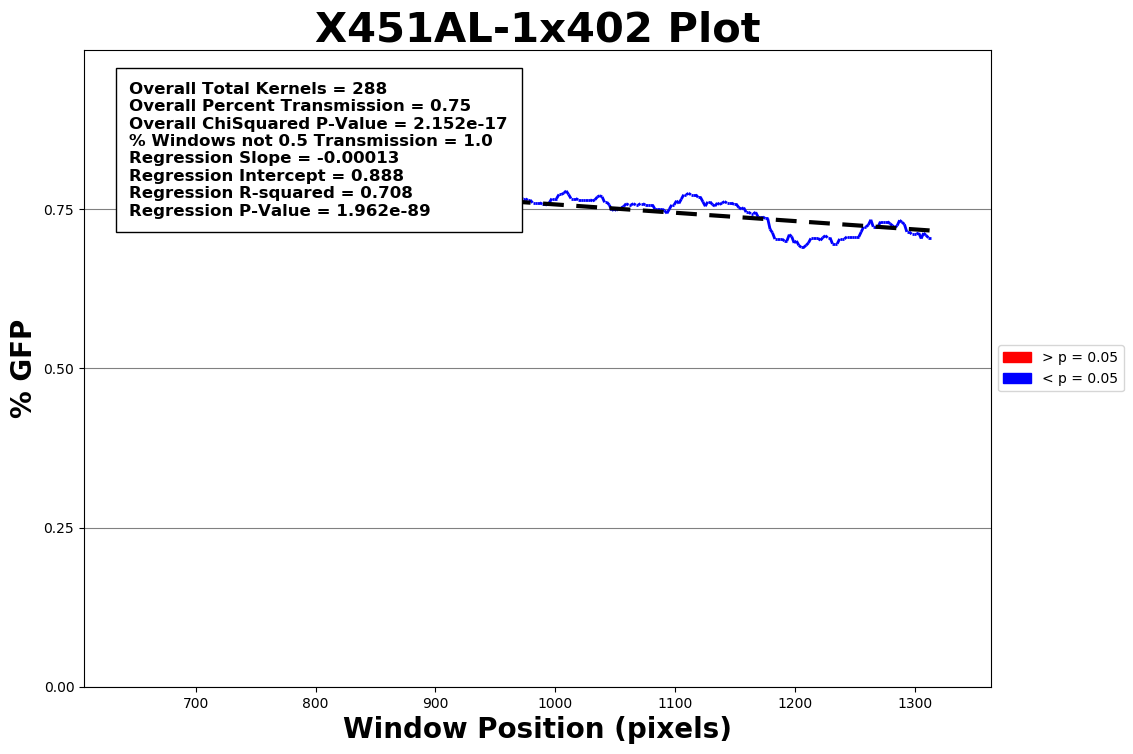 X451AL-1x402 Plot
Overall Total Kernels = 288
Overall Percent Transmission = 0.75
Overall ChiSquared P-Value = 2.152e-17
% Windows not 0.5 Transmission = 1.0
Regression Slope = -0.00013
Regression Intercept = 0.888
Regression R-squared = 0.708
Regression P-Value = 1.962e-89
% GFP
0.75
0.50
0.25
0.00
700 800 900 1000 1100 1200 1300
Window Position (pixels)
> p = 0.05
< p = 0.05